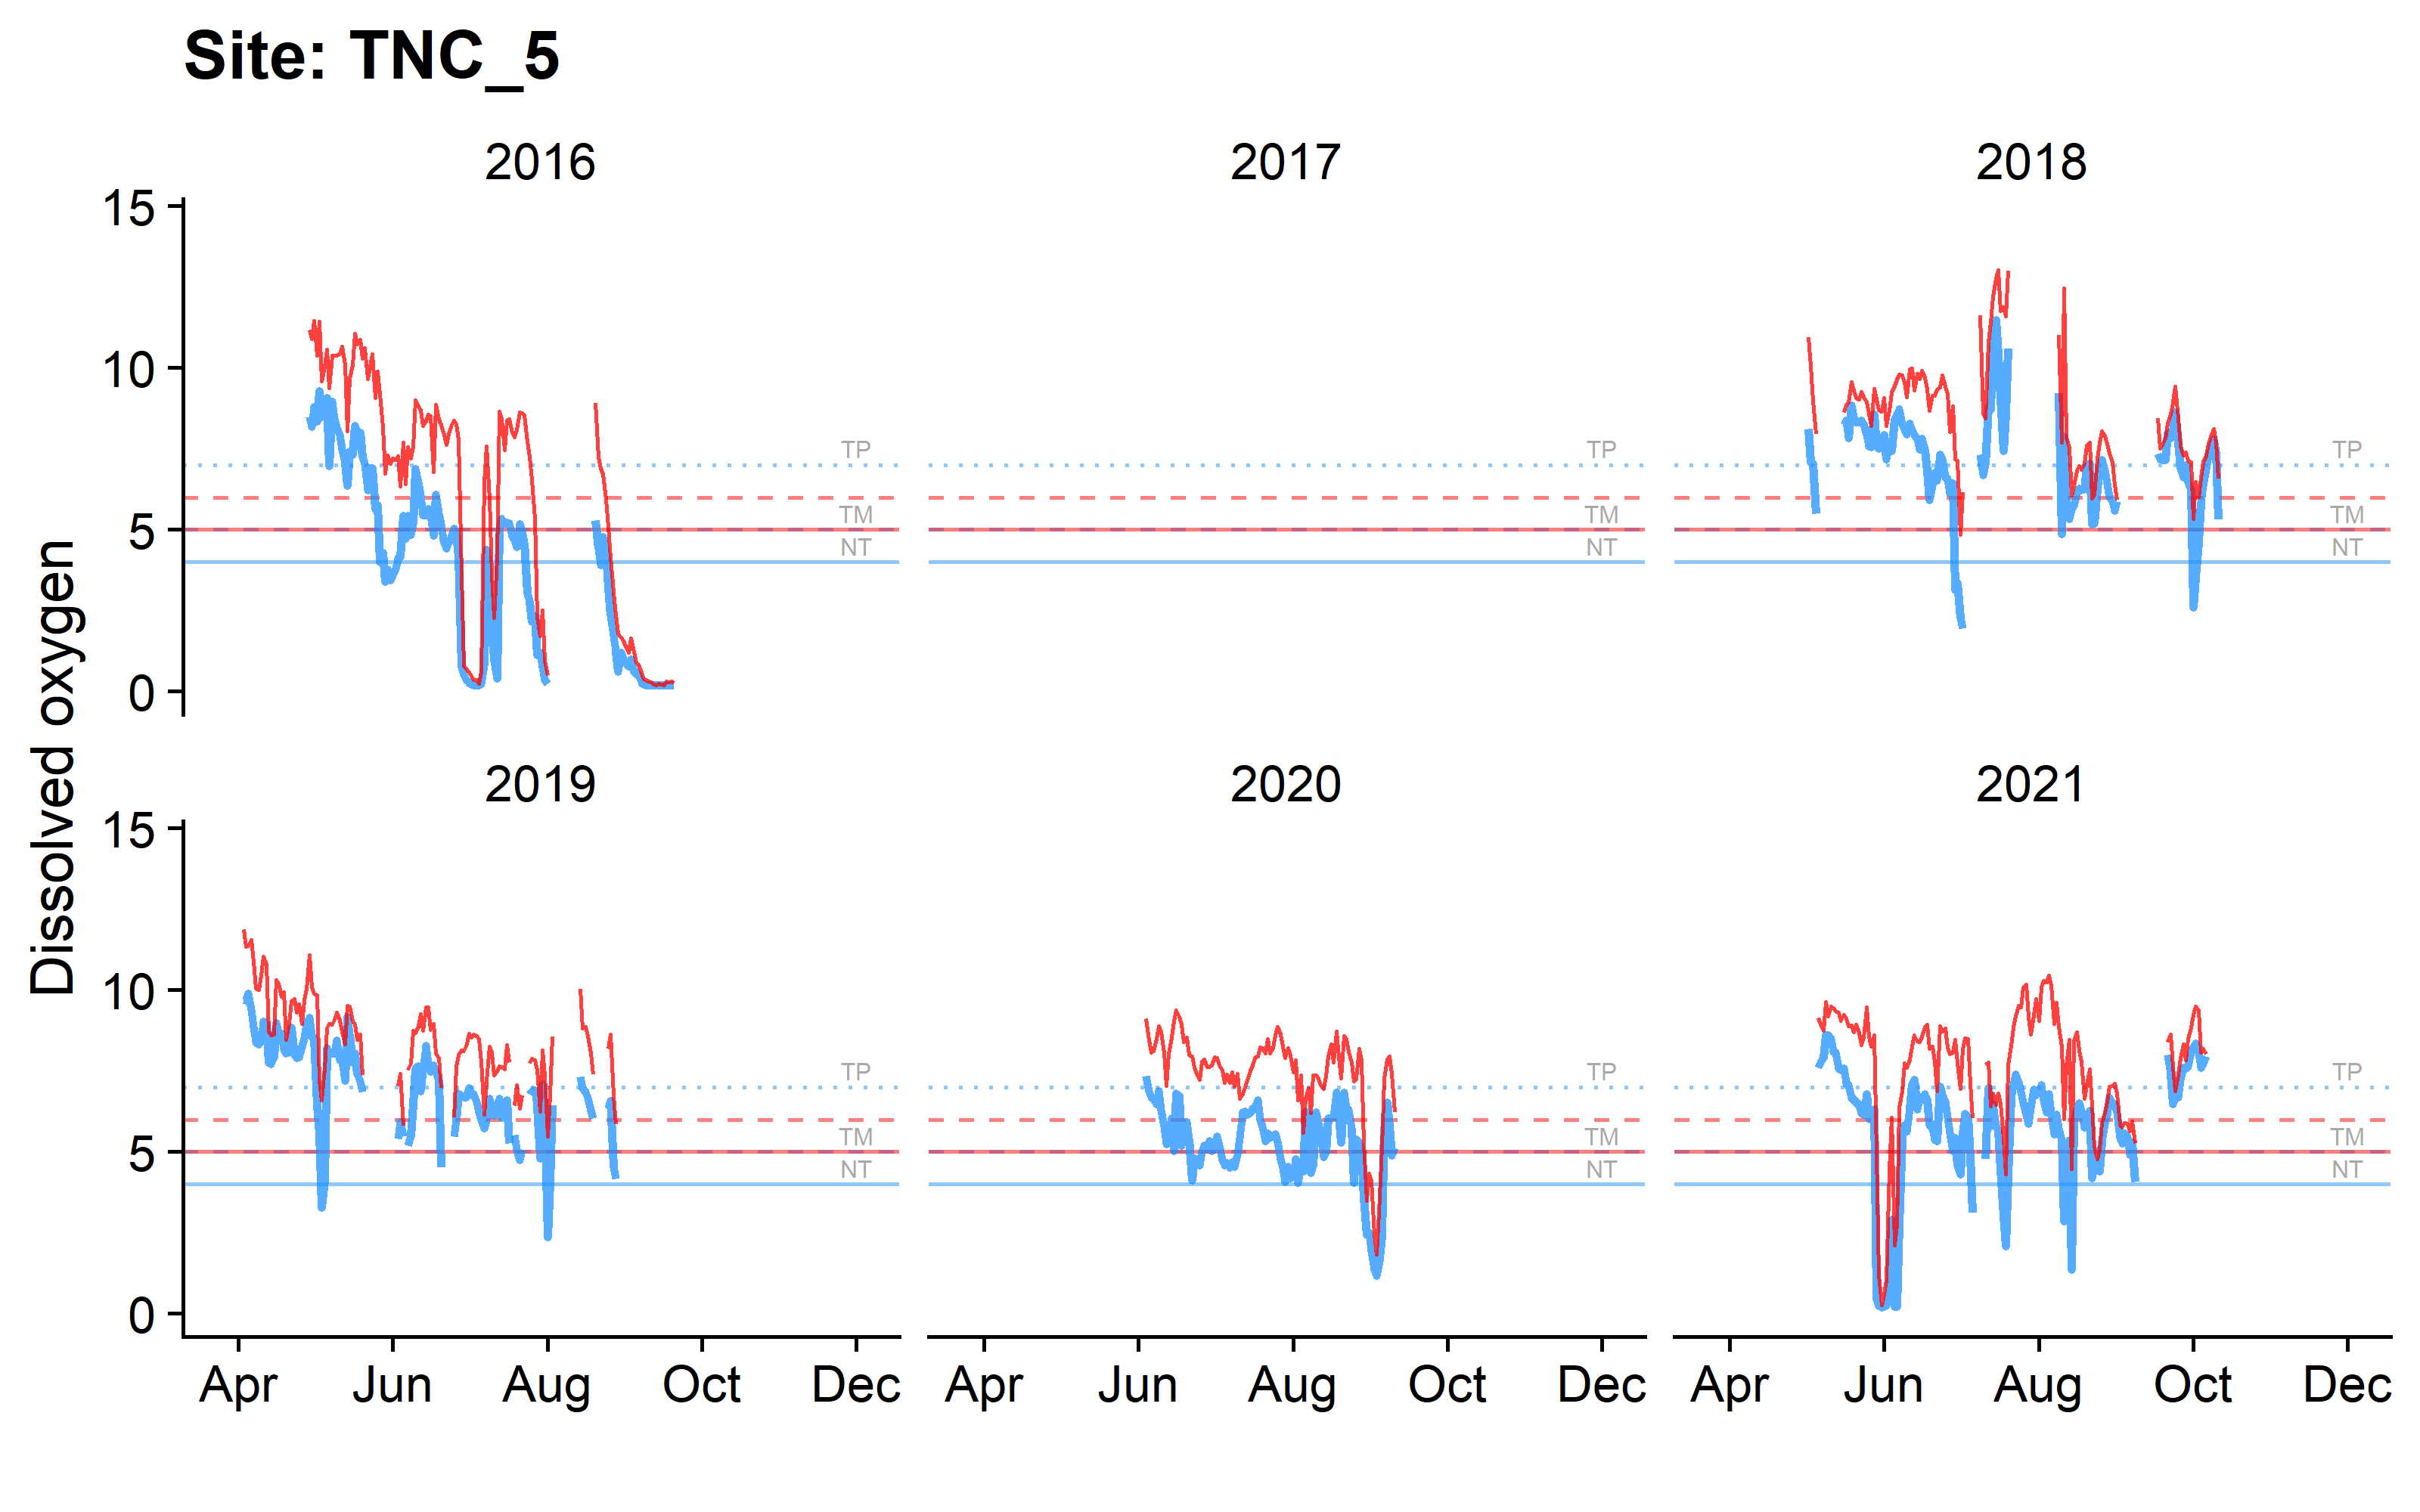 Site: TNC_5
2016 2017 2018
15
10
5
0
TP TP TP
TM TM TM
NT NT NT
Dissolved oxygen
2019 2020 2021
15
10
5
0
TP TP TP
TM TM TM
NT NT NT
Apr Jun Aug Oct Dec Apr Jun Aug Oct Dec Apr Jun Aug Oct Dec